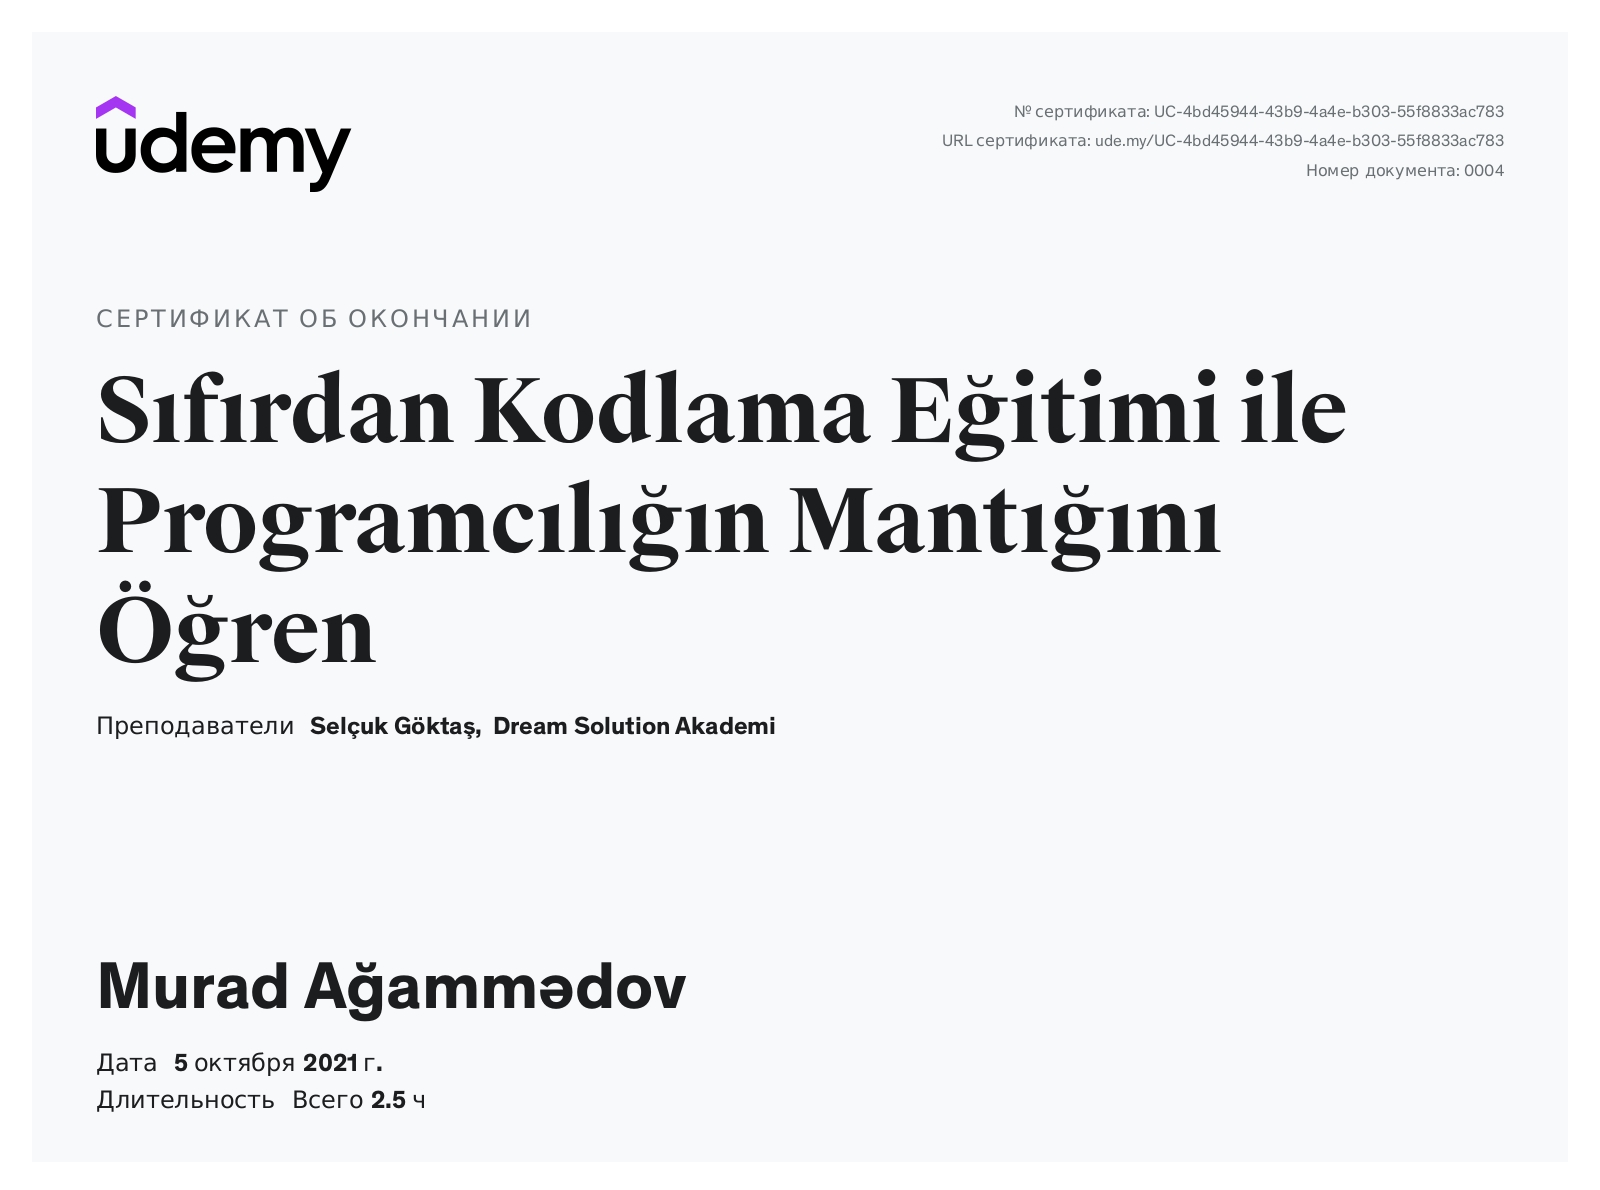 udemy
№ сертификата: UC-4bd45944-43b9-4a4e-b303-55f8833ac783
URL сертификата: ude.my/UC-4bd45944-43b9-4a4e-b303-55f8833ac783
Номер документа: 0004
СЕРТИФИКАТ ОБ ОКОНЧАНИИ
Sıfırdan Kodlama Eğitimi ile
Programcılığın Mantığını
Öğren
Преподаватели Selçuk Göktaş, Dream Solution Akademi
Murad Ağammədov
Дата 5 октября 2021 г.
Длительность Всего 2.5 ч